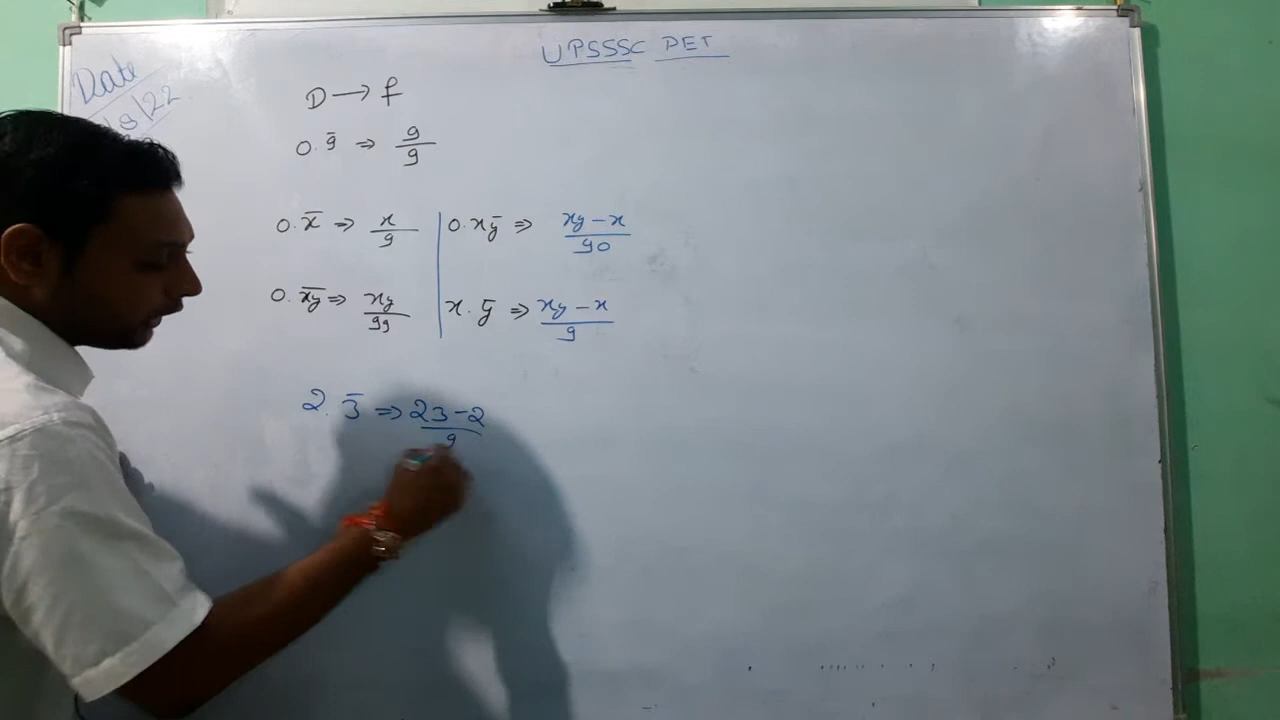 UPSSSC PET
Date
D → f
0.9̄ ⇒ 9/9
0.x̄ ⇒ x/9
0.xȳ ⇒ xy-x/90
0.x̄ȳ ⇒ xy/99
x.ȳ ⇒ xy-x/9
2.3̄ ⇒ 23-2/9